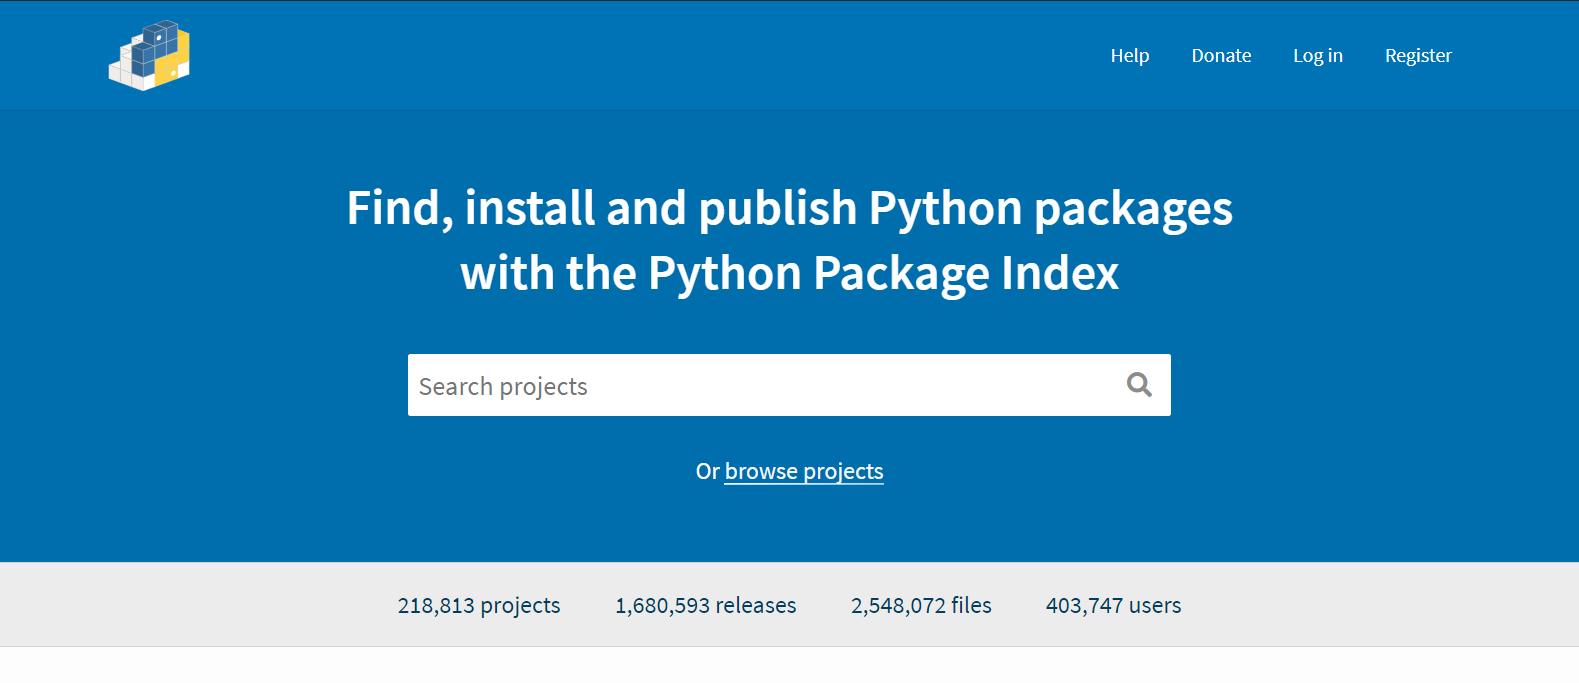 Help Donate Log in Register
Find, install and publish Python packages
with the Python Package Index
Search projects
Or browse projects
218,813 projects 1,680,593 releases 2,548,072 files 403,747 users